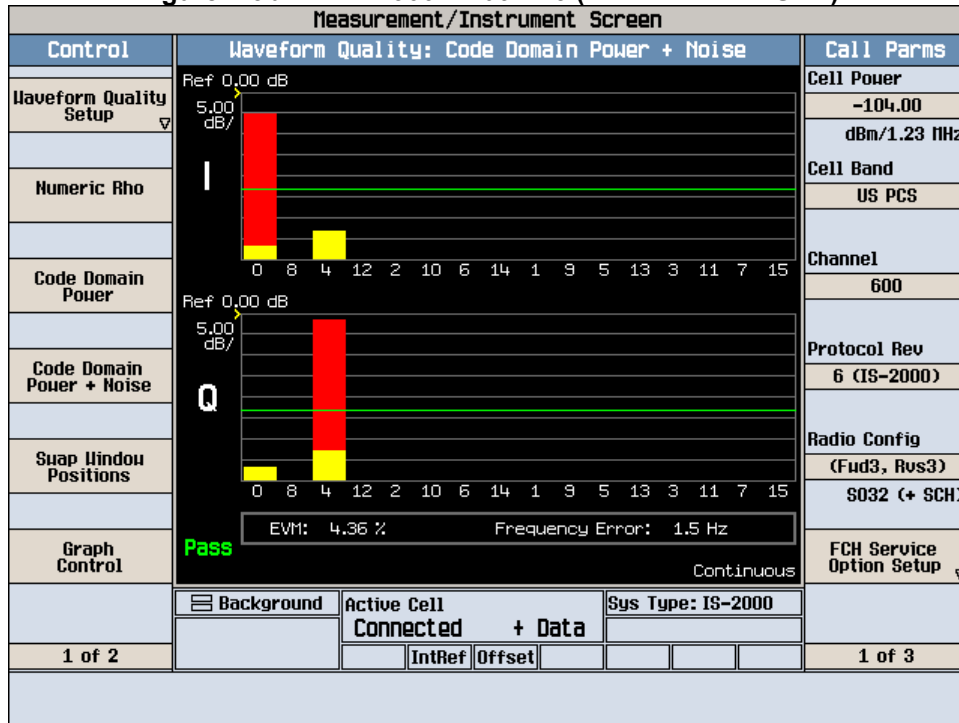 Measurement/Instrument Screen
Control
Waveform Quality: Code Domain Power + Noise
Call Parms
Waveform Quality
Setup
Numeric Rho
Code Domain
Power
Code Domain
Power + Noise
Swap Window
Positions
Graph
Control
1 of 2
Ref 0.00 dB
5.00
dB/
I
0 8 4 12 2 10 6 14 1 9 5 13 3 11 7 15
Ref 0.00 dB
5.00
dB/
Q
0 8 4 12 2 10 6 14 1 9 5 13 3 11 7 15
EVM: 4.36 % Frequency Error: 1.5 Hz
Pass
Continuous
Background
Active Cell
Connected + Data
Sys Type: IS-2000
IntRef Offset
Cell Power
-104.00
dBm/1.23 MHz
Cell Band
US PCS
Channel
600
Protocol Rev
6 (IS-2000)
Radio Config
(Fwd3, Rvs3)
SO32 (+ SCH)
FCH Service
Option Setup
1 of 3